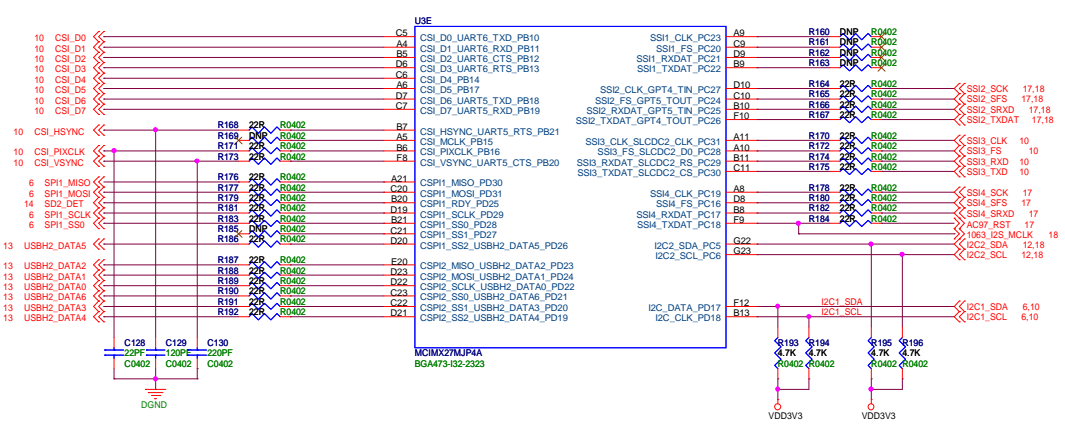 U3E
10 CSI_D0 C5 CSI_D0_UART6_TXD_PB10 SSI1_CLK_PC23 A9 R160 DNP R0402
10 CSI_D1 A4 CSI_D1_UART6_RXD_PB11 SSI1_FS_PC20 C9 R161 DNP R0402
10 CSI_D2 B5 CSI_D2_UART6_CTS_PB12 SSI1_RXDAT_PC21 D9 R162 DNP R0402
10 CSI_D3 D6 CSI_D3_UART6_RTS_PB13 SSI1_TXDAT_PC22 B9 R163 DNP R0402
10 CSI_D4 C6 CSI_D4_PB14
10 CSI_D5 A6 CSI_D5_PB17 SSI2_CLK_GPT4_TIN_PC27 D10 R164 22R R0402 SSI2_SCK 17,18
10 CSI_D6 D7 CSI_D6_UART5_TXD_PB18 SSI2_FS_GPT5_TOUT_PC24 C10 R165 22R R0402 SSI2_SFS 17,18
10 CSI_D7 C7 CSI_D7_UART5_RXD_PB19 SSI2_RXDAT_GPT5_TIN_PC25 B10 R166 22R R0402 SSI2_SRXD 17,18
SSI2_TXDAT_GPT4_TOUT_PC26 F10 R167 22R R0402 SSI2_TXDAT 17,18
10 CSI_HSYNC R168 22R R0402 B7 CSI_HSYNC_UART5_RTS_PB21
R169 DNP R0402 A5 CSI_MCLK_PB15 SSI3_CLK_SLCDC2_CLK_PC31 A11 R170 22R R0402 SSI3_CLK 10
10 CSI_PIXCLK R171 22R R0402 B6 CSI_PIXCLK_PB16 SSI3_FS_SLCDC2_D0_PC28 A10 R172 22R R0402 SSI3_FS 10
10 CSI_VSYNC R173 22R R0402 F8 CSI_VSYNC_UART5_CTS_PB20 SSI3_RXDAT_SLCDC2_RS_PC29 B11 R174 22R R0402 SSI3_RXD 10
SSI3_TXDAT_SLCDC2_CS_PC30 C11 R175 22R R0402 SSI3_TXD 10
6 SPI1_MISO R176 22R R0402 A21 CSPI1_MISO_PD30
6 SPI1_MOSI R177 22R R0402 C20 CSPI1_MOSI_PD31 SSI4_CLK_PC19 A8 R178 22R R0402 SSI4_SCK 17
14 SD2_DET R179 22R R0402 B20 CSPI1_RDY_PD25 SSI4_FS_PC16 D8 R180 22R R0402 SSI4_SFS 17
6 SPI1_SCLK R181 22R R0402 D19 CSPI1_SCLK_PD29 SSI4_RXDAT_PC17 B8 R182 22R R0402 SSI4_SRXD 17
6 SPI1_SS0 R183 22R R0402 B21 CSPI1_SS0_PD28 SSI4_TXDAT_PC18 F9 R184 22R R0402 AC97_RST 17
R185 DNP C21 CSPI1_SS1_PD27 1063_I2S_MCLK 18
13 USBH2_DATA5 R186 22R R0402 D20 CSPI1_SS2_USBH2_DATA5_PD26 I2C2_SDA_PC5 G22 I2C2_SDA 12,18
I2C2_SCL_PC6 G23 I2C2_SCL 12,18
13 USBH2_DATA2 R187 22R R0402 E20 CSPI2_MISO_USBH2_DATA2_PD23
13 USBH2_DATA1 R188 22R R0402 D23 CSPI2_MOSI_USBH2_DATA1_PD24
13 USBH2_DATA0 R189 22R R0402 D22 CSPI2_SCLK_USBH2_DATA0_PD22
13 USBH2_DATA6 R190 22R R0402 C23 CSPI2_SS0_USBH2_DATA6_PD21
13 USBH2_DATA3 R191 22R R0402 C22 CSPI2_SS1_USBH2_DATA3_PD20 I2C_DATA_PD17 F12 I2C1_SDA I2C1_SDA 6,10
13 USBH2_DATA4 R192 22R R0402 D21 CSPI2_SS2_USBH2_DATA4_PD19 I2C_CLK_PD18 B13 I2C1_SCL I2C1_SCL 6,10
C128 C129 C130 MCIMX27MJP4A R193 R194 R195 R196
22PF 120PF 220PF BGA473-I32-2323 4.7K 4.7K 4.7K 4.7K
C0402 C0402 C0402 R0402 R0402 R0402 R0402
DGND VDD3V3 VDD3V3